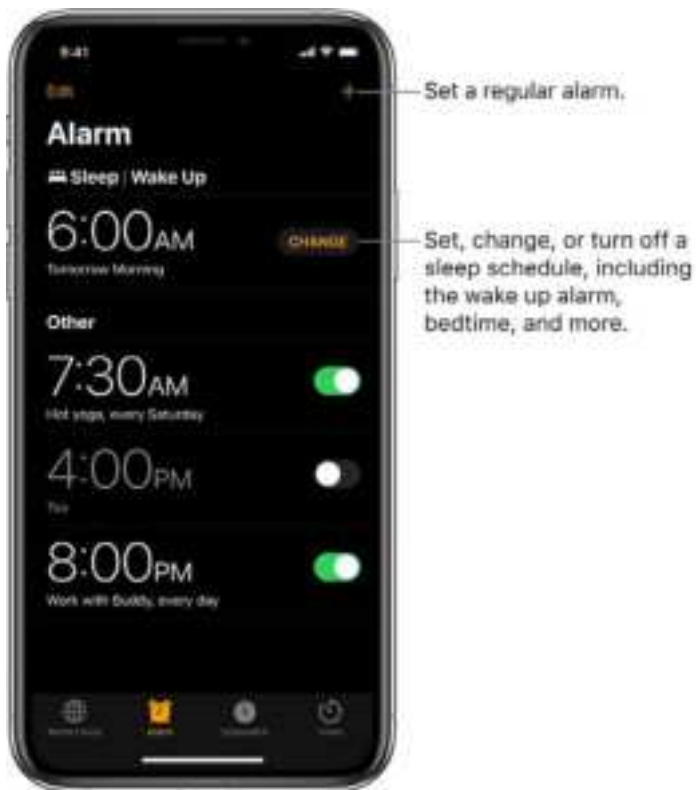 9:41
Edit
+
Set a regular alarm.
Alarm
Sleep | Wake Up
6:00AM
CHANGE
Tomorrow Morning
Set, change, or turn off a
sleep schedule, including
the wake up alarm,
bedtime, and more.
Other
7:30AM
Hot yoga, every Saturday
4:00PM
8:00PM
Work with Buddy, every day